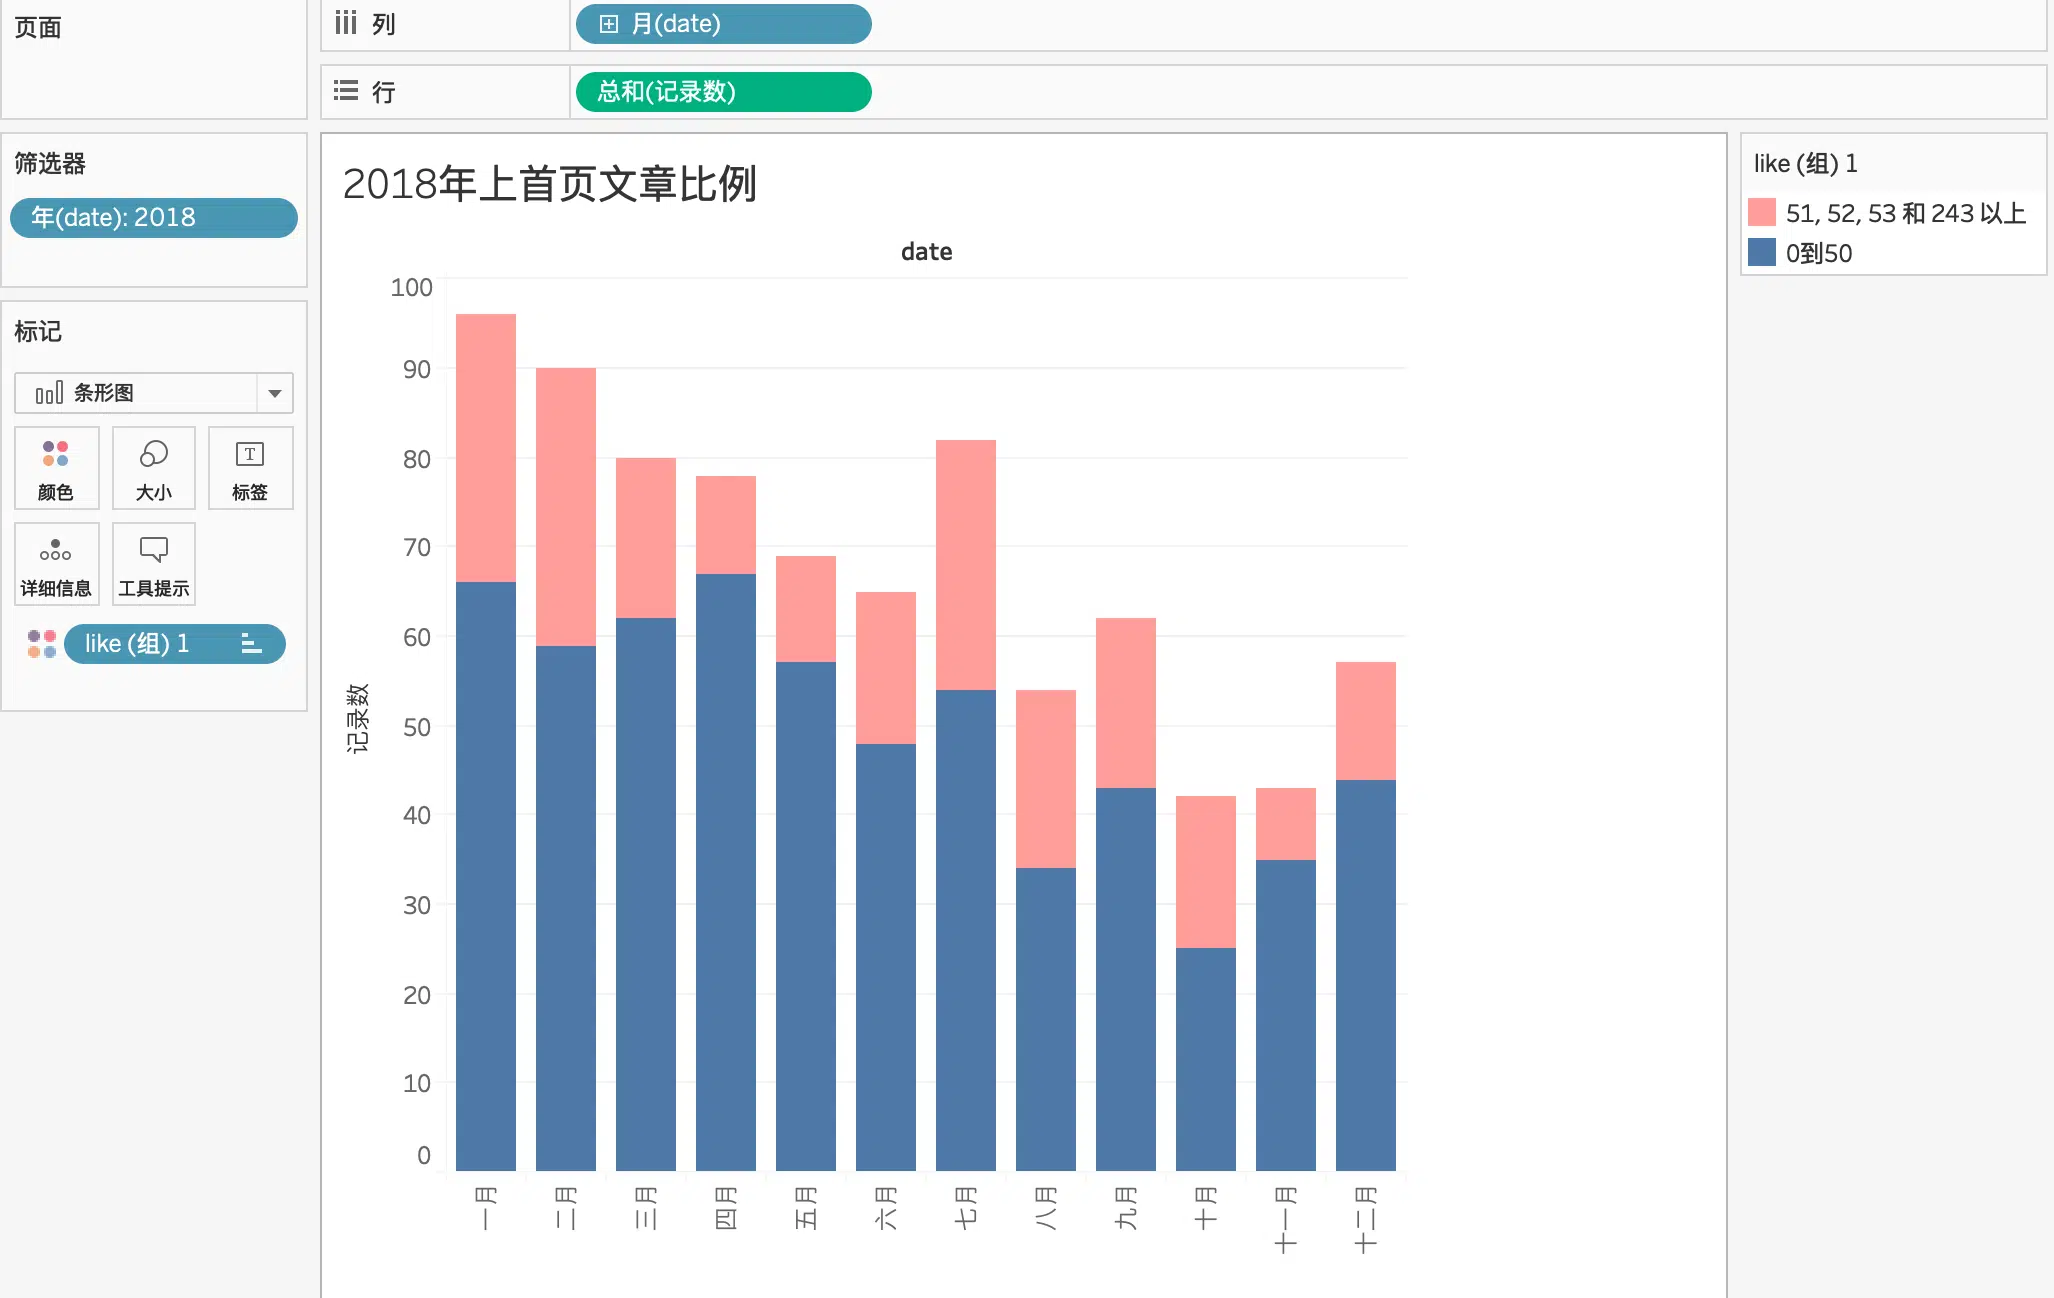 页面
列
月(date)
行
总和(记录数)
筛选器
年(date): 2018
标记
条形图
颜色
大小
T
标签
详细信息
工具提示
like (组) 1
2018年上首页文章比例
date
记录数
100
90
80
70
60
50
40
30
20
10
0
一月
二月
三月
四月
五月
六月
七月
八月
九月
十月
十一月
十二月
like (组) 1
51, 52, 53 和 243 以上
0到50